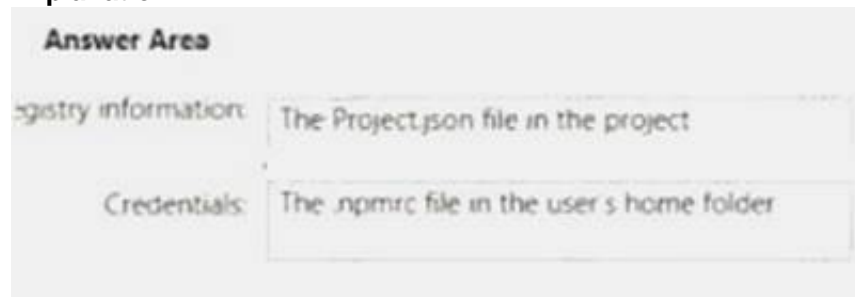 Answer Area
egistry information:
The Project.json file in the project
Credentials:
The .npmrc file in the user s home folder